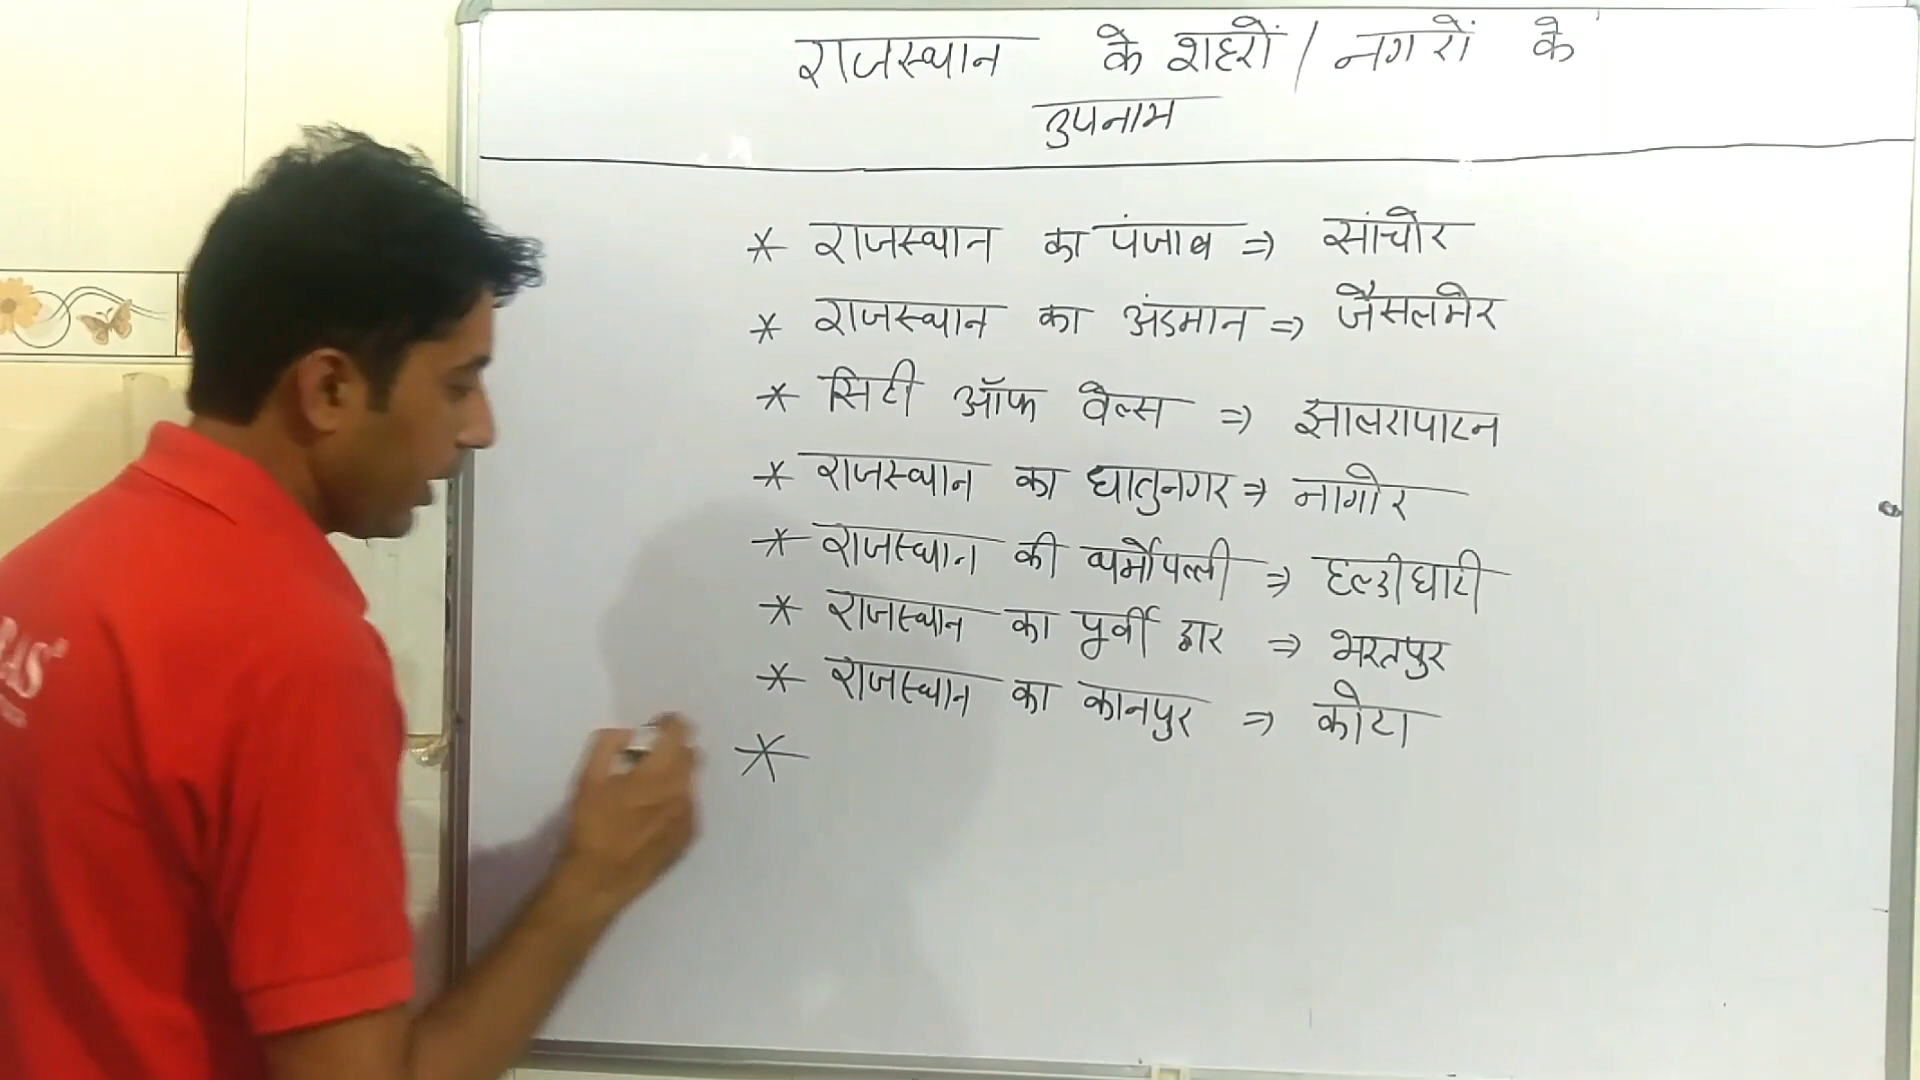 राजस्थान के शहरों / नगरों के
उपनाम
* राजस्थान का पंजाब ⇒ सांचोर
* राजस्थान का अंडमान ⇒ जैसलमेर
* सिटी ऑफ वेल्स ⇒ झालरापाटन
* राजस्थान का धातुनगर ⇒ नागोर
* राजस्थान की थर्मोपल्ली ⇒ हल्दीघाटी
* राजस्थान का पूर्वी द्वार ⇒ भरतपुर
* राजस्थान का कानपुर ⇒ कोटा
*